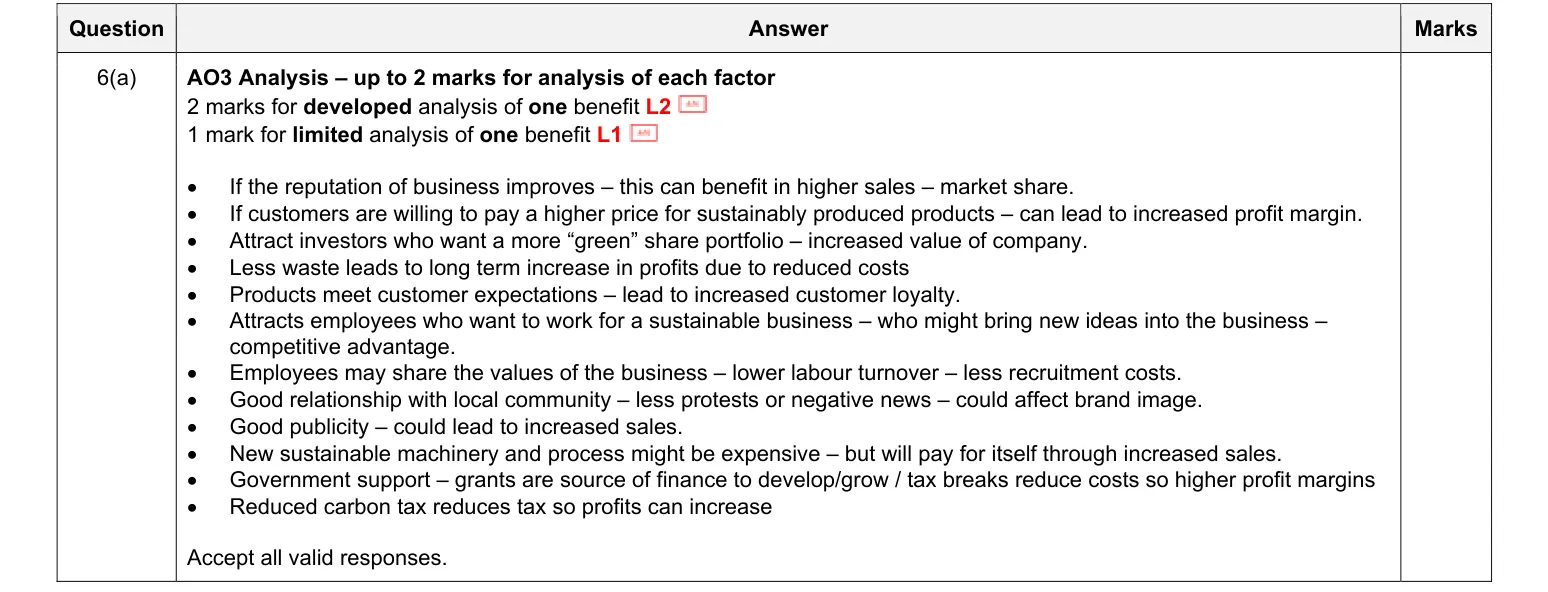 Question Answer Marks
6(a) AO3 Analysis – up to 2 marks for analysis of each factor
2 marks for developed analysis of one benefit L2 AN
1 mark for limited analysis of one benefit L1 AN
• If the reputation of business improves – this can benefit in higher sales – market share.
• If customers are willing to pay a higher price for sustainably produced products – can lead to increased profit margin.
• Attract investors who want a more “green” share portfolio – increased value of company.
• Less waste leads to long term increase in profits due to reduced costs
• Products meet customer expectations – lead to increased customer loyalty.
• Attracts employees who want to work for a sustainable business – who might bring new ideas into the business –
competitive advantage.
• Employees may share the values of the business – lower labour turnover – less recruitment costs.
• Good relationship with local community – less protests or negative news – could affect brand image.
• Good publicity – could lead to increased sales.
• New sustainable machinery and process might be expensive – but will pay for itself through increased sales.
• Government support – grants are source of finance to develop/grow / tax breaks reduce costs so higher profit margins
• Reduced carbon tax reduces tax so profits can increase
Accept all valid responses.